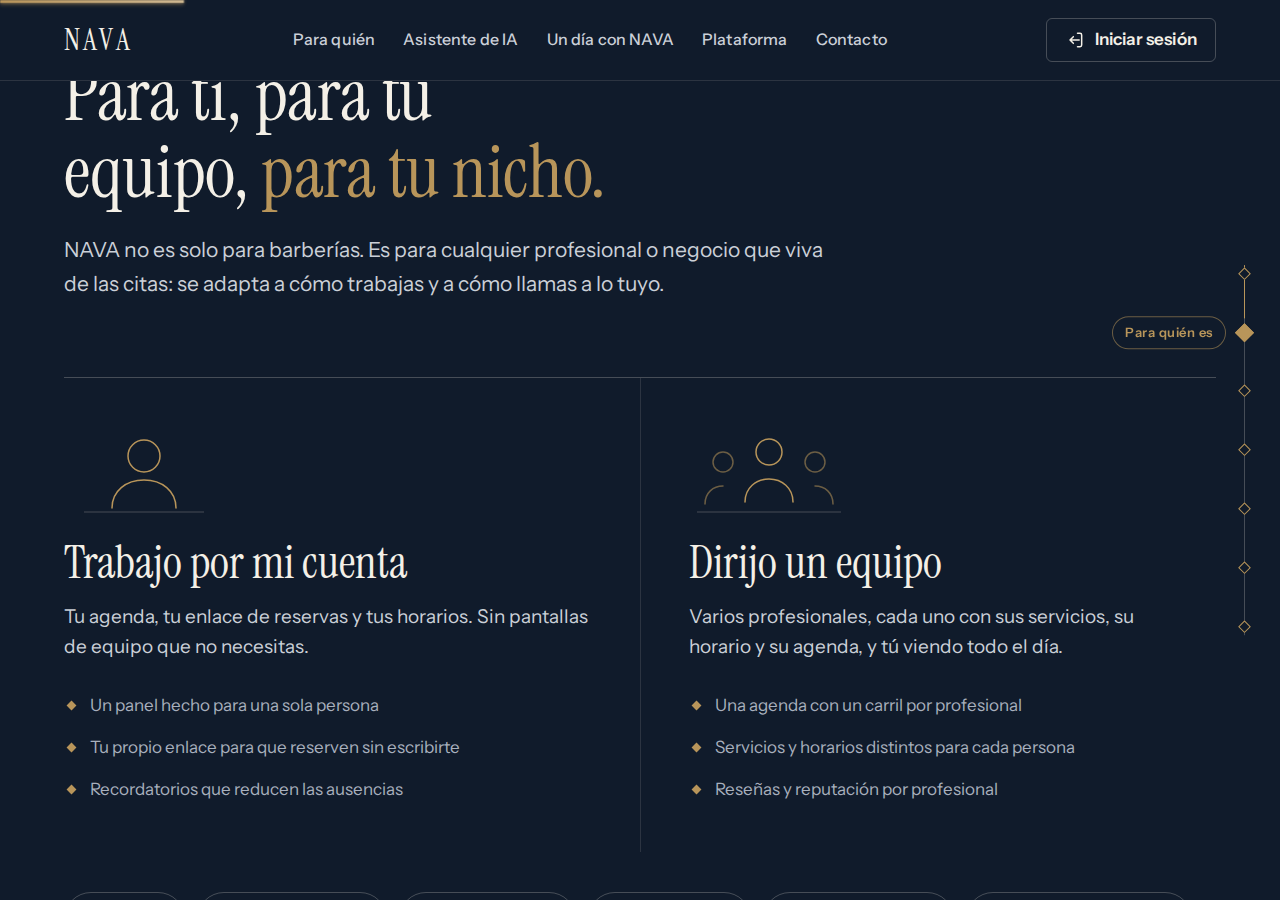 NAVA
Para quién
Asistente de IA
Un día con NAVA
Plataforma
Contacto
Iniciar sesión
Para ti, para tu
equipo, para tu nicho.
NAVA no es solo para barberías. Es para cualquier profesional o negocio que viva
de las citas: se adapta a cómo trabajas y a cómo llamas a lo tuyo.
Para quién es
Trabajo por mi cuenta
Tu agenda, tu enlace de reservas y tus horarios. Sin pantallas
de equipo que no necesitas.
Un panel hecho para una sola persona
Tu propio enlace para que reserven sin escribirte
Recordatorios que reducen las ausencias
Dirijo un equipo
Varios profesionales, cada uno con sus servicios, su
horario y su agenda, y tú viendo todo el día.
Una agenda con un carril por profesional
Servicios y horarios distintos para cada persona
Reseñas y reputación por profesional